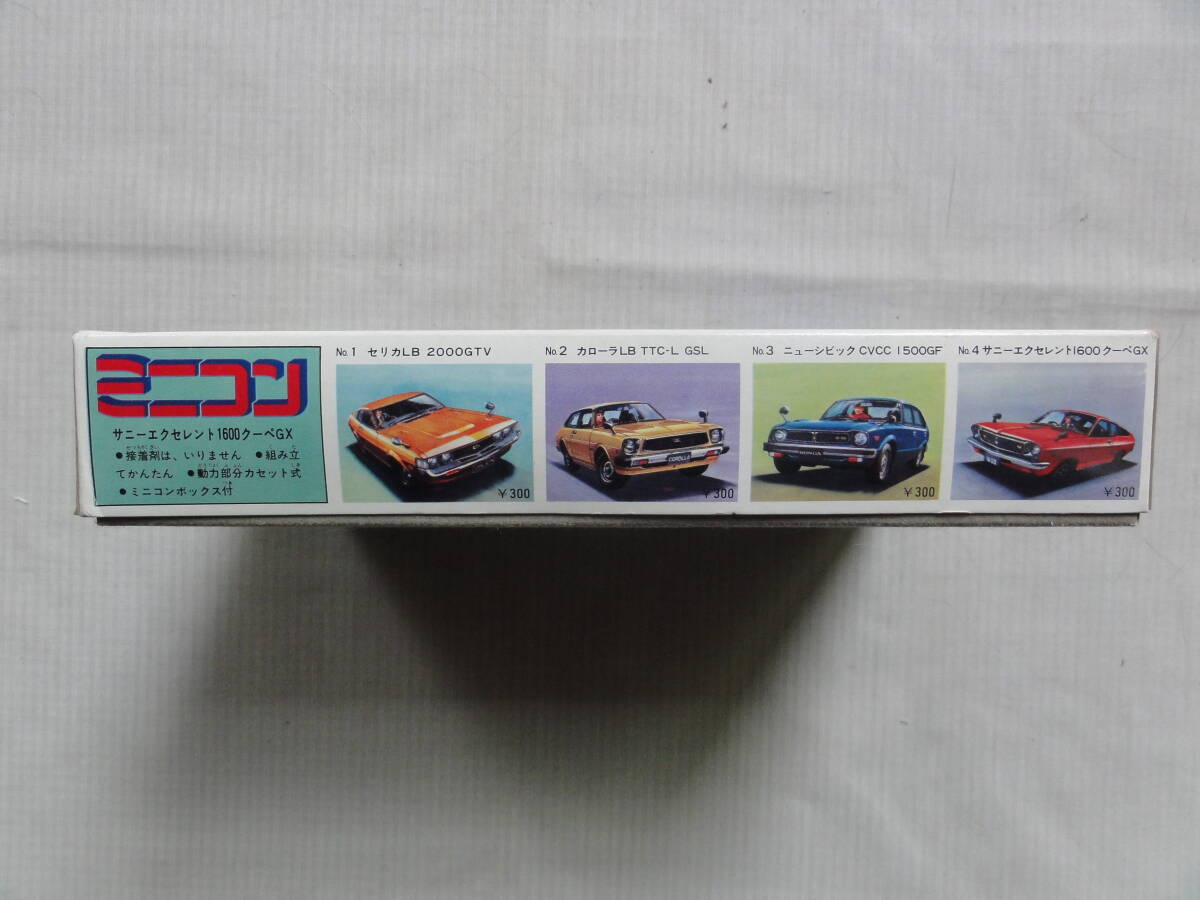 ミニコン
サニーエクセレント1600クーペGX
●接着剤は、いりません ●組み立
てかんたん ●動力部分カセット式
●ミニコンボックス付
No.1 セリカLB 2000GTV
¥300
No.2 カローラLB TTC-L GSL
COROLLA
¥300
No.3 ニューシビック CVCC 1500GF
HONDA
¥300
No.4 サニーエクセレント1600クーペGX
¥300